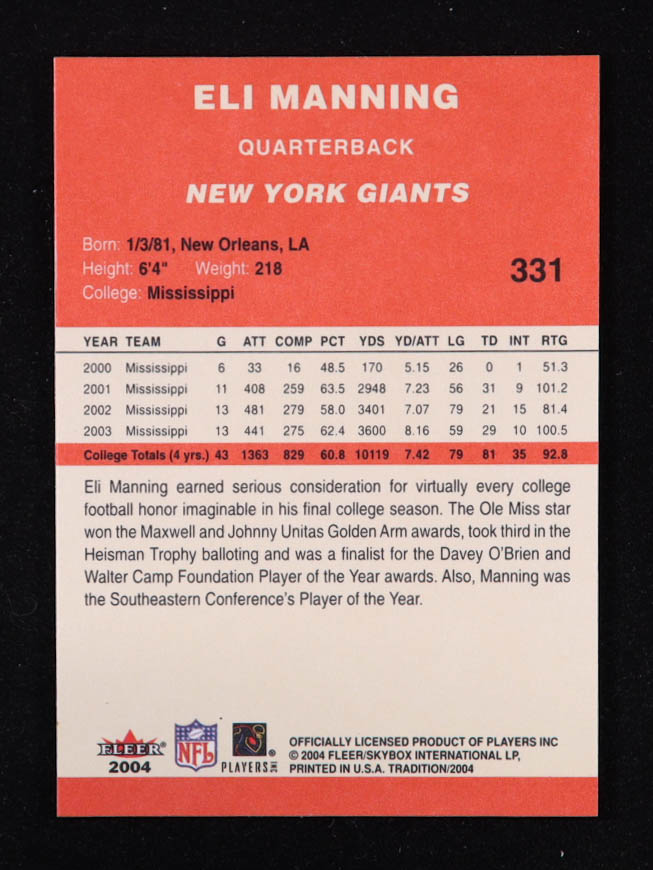 ELI MANNING
QUARTERBACK
NEW YORK GIANTS
Born: 1/3/81, New Orleans, LA
Height: 6'4" Weight: 218
331
College: Mississippi
YEAR TEAM G ATT COMP PCT YDS YD/ATT LG TD INT RTG
2000 Mississippi 6 33 16 48.5 170 5.15 26 0 1 51.3
2001 Mississippi 11 408 259 63.5 2948 7.23 56 31 9 101.2
2002 Mississippi 13 481 279 58.0 3401 7.07 79 21 15 81.4
2003 Mississippi 13 441 275 62.4 3600 8.16 59 29 10 100.5
College Totals (4 yrs.) 43 1363 829 60.8 10119 7.42 79 81 35 92.8
Eli Manning earned serious consideration for virtually every college
football honor imaginable in his final college season. The Ole Miss star
won the Maxwell and Johnny Unitas Golden Arm awards, took third in the
Heisman Trophy balloting and was a finalist for the Davey O'Brien and
Walter Camp Foundation Player of the Year awards. Also, Manning was
the Southeastern Conference's Player of the Year.
FLEER®
2004
NFL
PLAYERS INC
OFFICIALLY LICENSED PRODUCT OF PLAYERS INC
© 2004 FLEER/SKYBOX INTERNATIONAL LP,
PRINTED IN U.S.A. TRADITION/2004